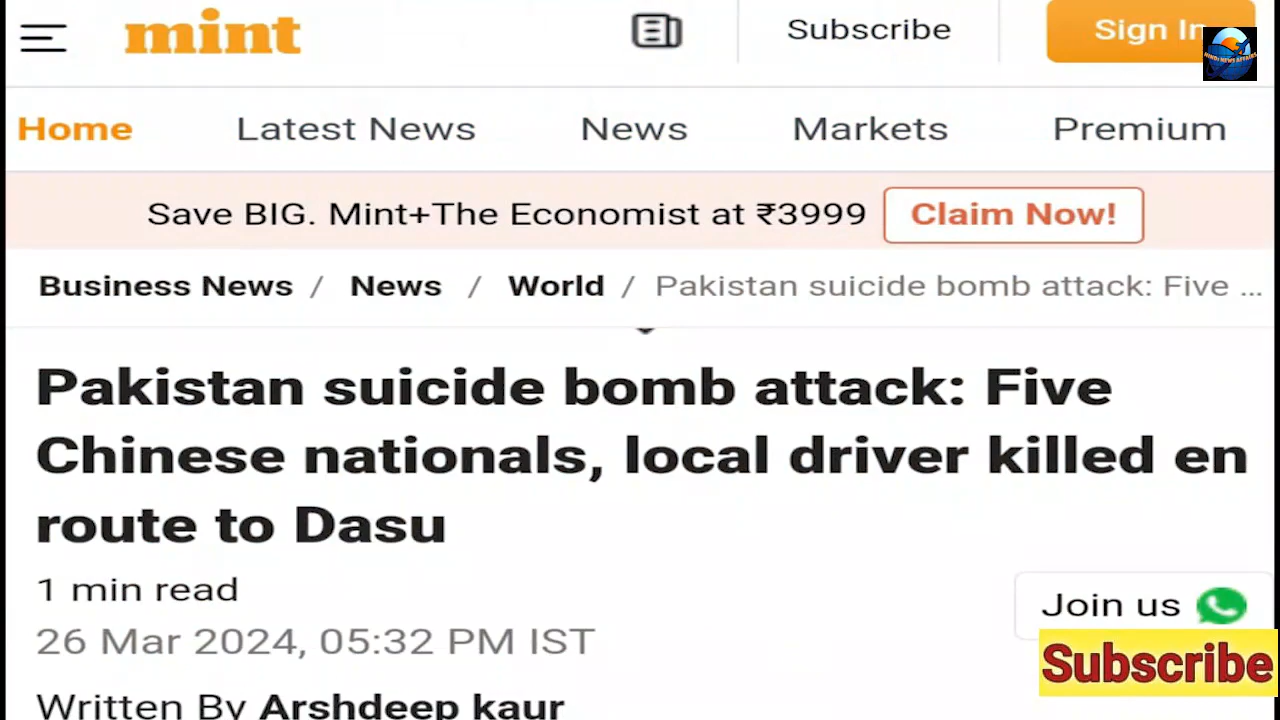 mint
Subscribe
Sign In
HINDI NEWS AFFAIRS
Home
Latest News
News
Markets
Premium
Save BIG. Mint+The Economist at ₹3999
Claim Now!
Business News / News / World / Pakistan suicide bomb attack: Five ...
Pakistan suicide bomb attack: Five
Chinese nationals, local driver killed en
route to Dasu
1 min read
Join us
26 Mar 2024, 05:32 PM IST
Subscribe
Written By Arshdeep kaur